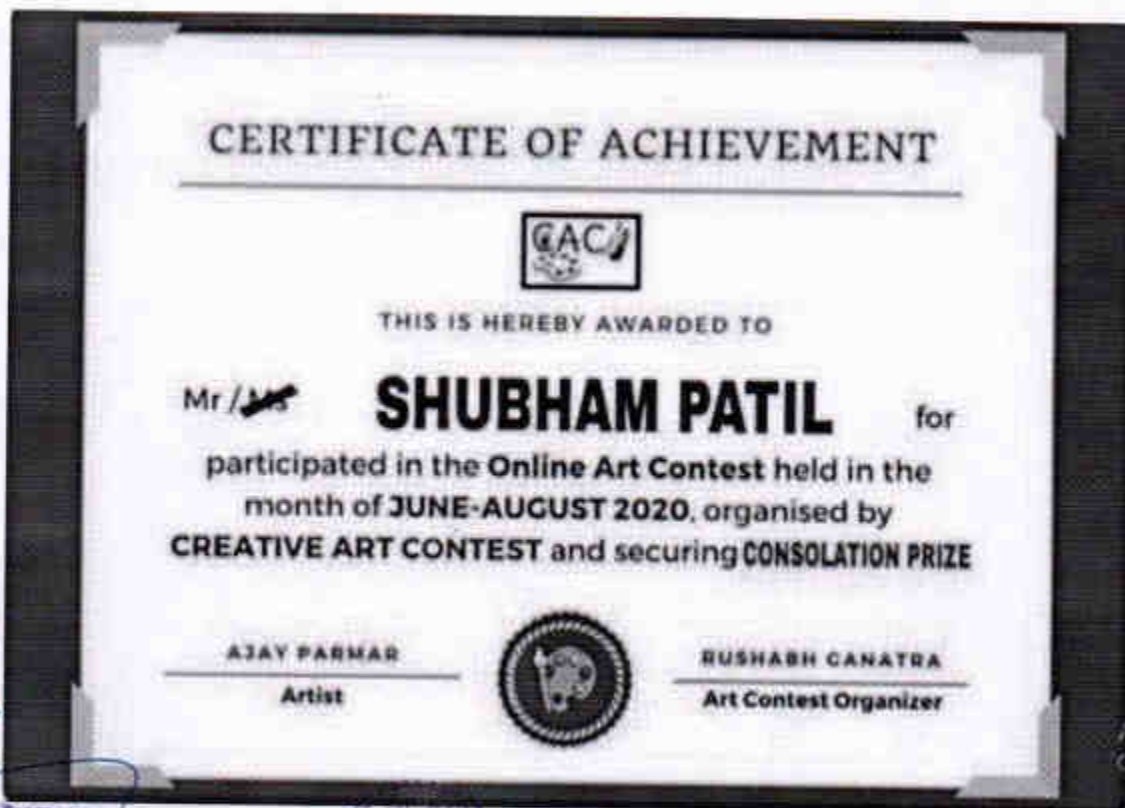 CERTIFICATE OF ACHIEVEMENT
CAC
THIS IS HEREBY AWARDED TO
Mr / Ms SHUBHAM PATIL for
participated in the Online Art Contest held in the
month of JUNE-AUGUST 2020, organised by
CREATIVE ART CONTEST and securing CONSOLATION PRIZE
AJAY PARMAR
Artist
RUSHABH GANATRA
Art Contest Organizer